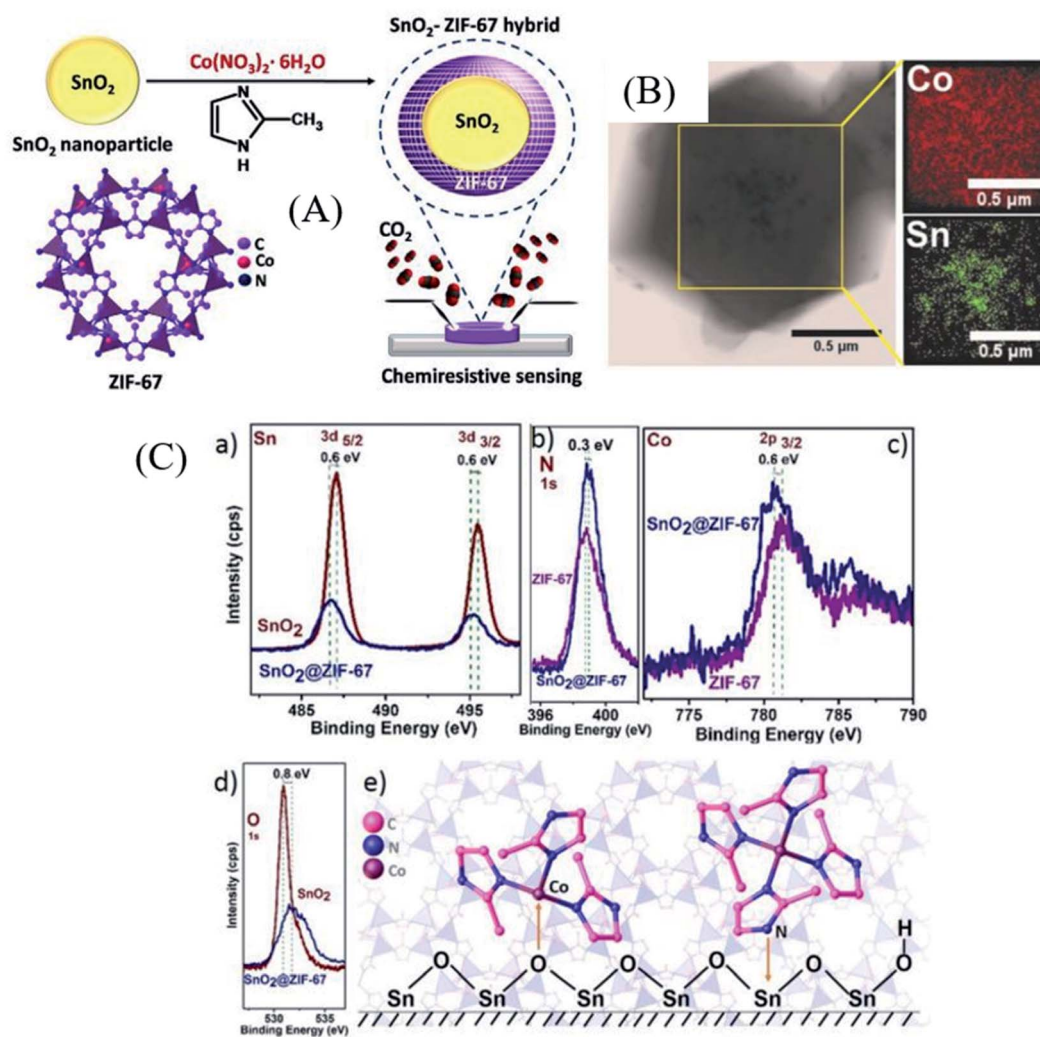 SnO₂
SnO₂ nanoparticle
Co(NO₃)₂· 6H₂O
N
CH₃
N
H
SnO₂- ZIF-67 hybrid
SnO₂
ZIF-67
(A)
C
Co
N
ZIF-67
CO₂
Chemiresistive sensing
(B)
0.5 µm
Co
0.5 µm
Sn
0.5 µm
(C)
a)
Sn
3d 5/2
0.6 eV
3d 3/2
0.6 eV
SnO₂
SnO₂@ZIF-67
Intensity (cps)
485 490 495
Binding Energy (eV)
b)
N
1s
0.3 eV
ZIF-67
SnO₂@ZIF-67
396 400
Binding Energy (eV)
c)
Co
2p 3/2
0.6 eV
SnO₂@ZIF-67
ZIF-67
775 780 785 790
Binding Energy (eV)
d)
0.8 eV
O
1s
SnO₂
SnO₂@ZIF-67
Intensity (cps)
530 535
Binding Energy (eV)
e)
C
N
Co
Co
N
H
O O O O O O
Sn Sn Sn Sn Sn Sn